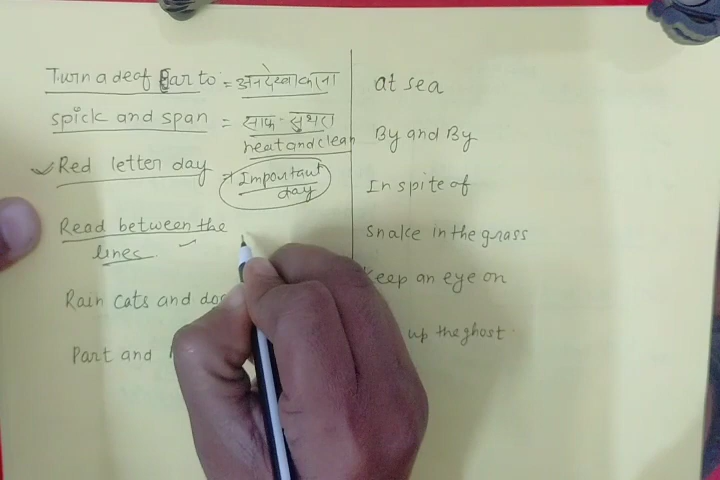 Turn a deaf Ear to = अनदेखा करना
spick and span = साफ-सुथरा
neat and clean
Red letter day → Important
day
Read between the
lines
Rain cats and
Part and
at sea
By and By
In spite of
Snake in the grass
Keep an eye on
up the ghost